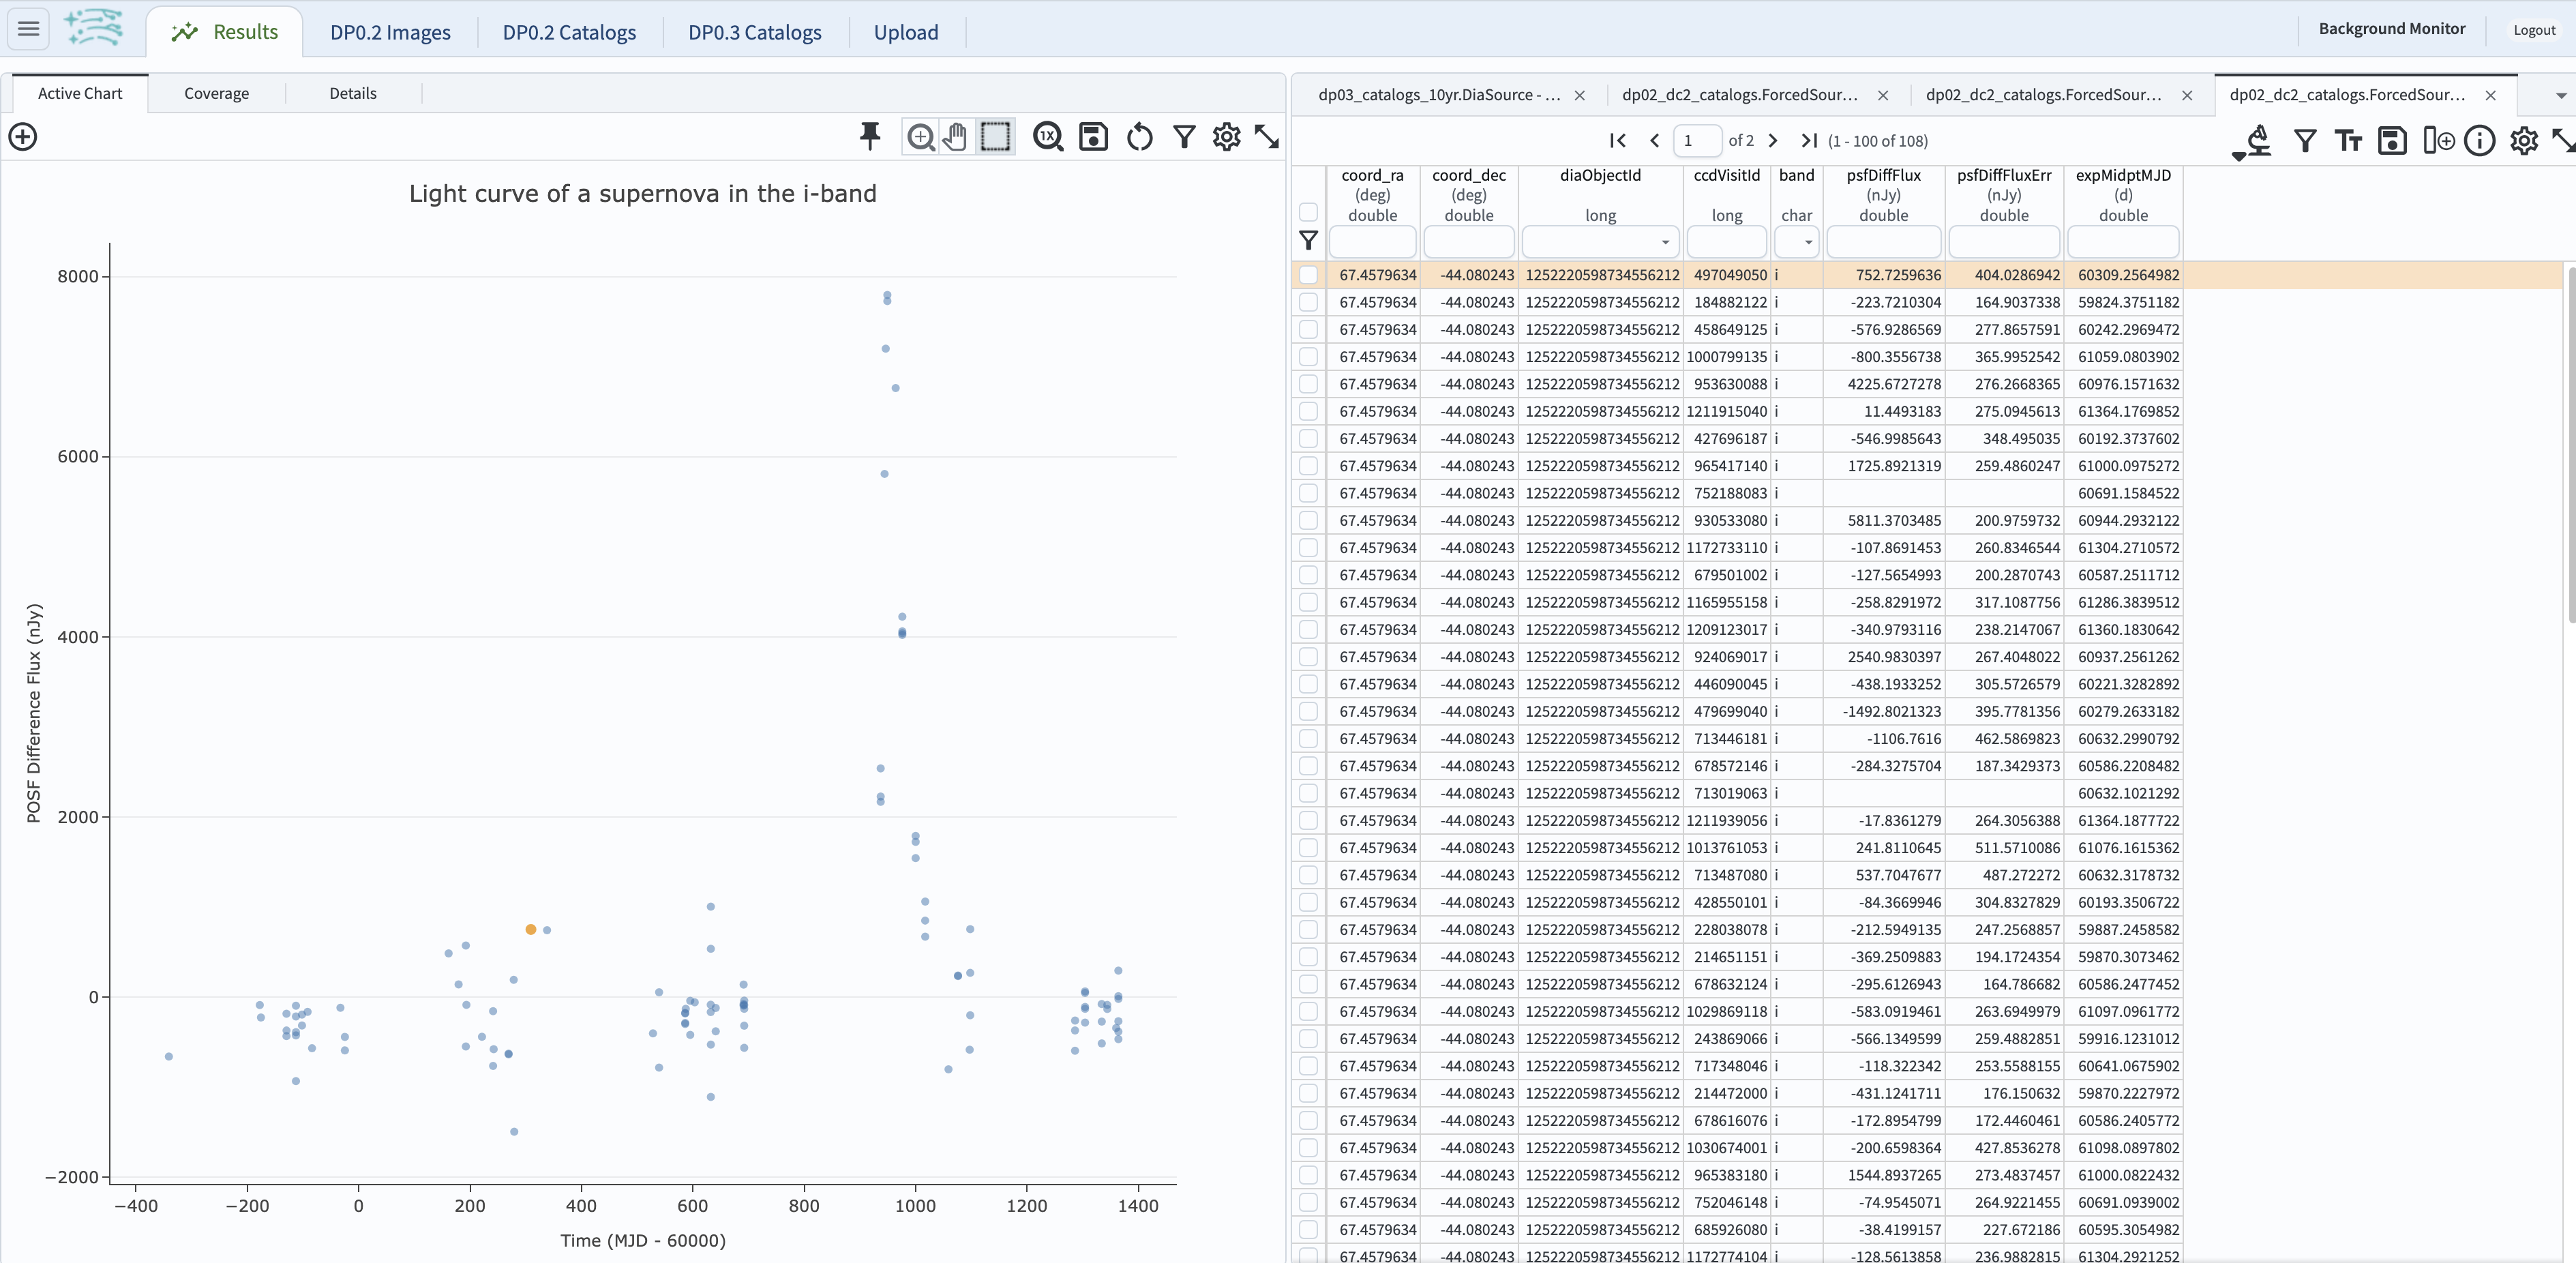 Results DP0.2 Images DP0.2 Catalogs DP0.3 Catalogs Upload Background Monitor Logout
Active Chart Coverage Details
1X
Light curve of a supernova in the i-band
8000
6000
4000
2000
0
−2000
POSF Difference Flux (nJy)
−400 −200 0 200 400 600 800 1000 1200 1400
Time (MJD - 60000)
dp03_catalogs_10yr.DiaSource - ... dp02_dc2_catalogs.ForcedSour... dp02_dc2_catalogs.ForcedSour... dp02_dc2_catalogs.ForcedSour...
1 of 2 (1 - 100 of 108)
coord_ra coord_dec diaObjectId ccdVisitId band psfDiffFlux psfDiffFluxErr expMidptMJD
(deg) (deg) (nJy) (nJy) (d)
double double long long char double double double
67.4579634 -44.080243 1252220598734556212 497049050 i 752.7259636 404.0286942 60309.2564982
67.4579634 -44.080243 1252220598734556212 184882122 i -223.7210304 164.9037338 59824.3751182
67.4579634 -44.080243 1252220598734556212 458649125 i -576.9286569 277.8657591 60242.2969472
67.4579634 -44.080243 1252220598734556212 1000799135 i -800.3556738 365.9952542 61059.0803902
67.4579634 -44.080243 1252220598734556212 953630088 i 4225.6727278 276.2668365 60976.1571632
67.4579634 -44.080243 1252220598734556212 1211915040 i 11.4493183 275.0945613 61364.1769852
67.4579634 -44.080243 1252220598734556212 427696187 i -546.9985643 348.495035 60192.3737602
67.4579634 -44.080243 1252220598734556212 965417140 i 1725.8921319 259.4860247 61000.0975272
67.4579634 -44.080243 1252220598734556212 752188083 i 60691.1584522
67.4579634 -44.080243 1252220598734556212 930533080 i 5811.3703485 200.9759732 60944.2932122
67.4579634 -44.080243 1252220598734556212 1172733110 i -107.8691453 260.8346544 61304.2710572
67.4579634 -44.080243 1252220598734556212 679501002 i -127.5654993 200.2870743 60587.2511712
67.4579634 -44.080243 1252220598734556212 1165955158 i -258.8291972 317.1087756 61286.3839512
67.4579634 -44.080243 1252220598734556212 1209123017 i -340.9793116 238.2147067 61360.1830642
67.4579634 -44.080243 1252220598734556212 924069017 i 2540.9830397 267.4048022 60937.2561262
67.4579634 -44.080243 1252220598734556212 446090045 i -438.1933252 305.5726579 60221.3282892
67.4579634 -44.080243 1252220598734556212 479699040 i -1492.8021323 395.7781356 60279.2633182
67.4579634 -44.080243 1252220598734556212 713446181 i -1106.7616 462.5869823 60632.2990792
67.4579634 -44.080243 1252220598734556212 678572146 i -284.3275704 187.3429373 60586.2208482
67.4579634 -44.080243 1252220598734556212 713019063 i 60632.1021292
67.4579634 -44.080243 1252220598734556212 1211939056 i -17.8361279 264.3056388 61364.1877722
67.4579634 -44.080243 1252220598734556212 1013761053 i 241.8110645 511.5710086 61076.1615362
67.4579634 -44.080243 1252220598734556212 713487080 i 537.7047677 487.272272 60632.3178732
67.4579634 -44.080243 1252220598734556212 428550101 i -84.3669946 304.8327829 60193.3506722
67.4579634 -44.080243 1252220598734556212 228038078 i -212.5949135 247.2568857 59887.2458582
67.4579634 -44.080243 1252220598734556212 214651151 i -369.2509883 194.1724354 59870.3073462
67.4579634 -44.080243 1252220598734556212 678632124 i -295.6126943 164.786682 60586.2477452
67.4579634 -44.080243 1252220598734556212 1029869118 i -583.0919461 263.6949979 61097.0961772
67.4579634 -44.080243 1252220598734556212 243869066 i -566.1349599 259.4882851 59916.1231012
67.4579634 -44.080243 1252220598734556212 717348046 i -118.322342 253.5588155 60641.0675902
67.4579634 -44.080243 1252220598734556212 214472000 i -431.1241711 176.150632 59870.2227972
67.4579634 -44.080243 1252220598734556212 678616076 i -172.8954799 172.4460461 60586.2405772
67.4579634 -44.080243 1252220598734556212 1030674001 i -200.6598364 427.8536278 61098.0897802
67.4579634 -44.080243 1252220598734556212 965383180 i 1544.8937265 273.4837457 61000.0822432
67.4579634 -44.080243 1252220598734556212 752046148 i -74.9545071 264.9221455 60691.0939002
67.4579634 -44.080243 1252220598734556212 685926080 i -38.4199157 227.672186 60595.3054982
67.4579634 -44.080243 1252220598734556212 1172774104 i -128.5613858 236.9882815 61304.2921252